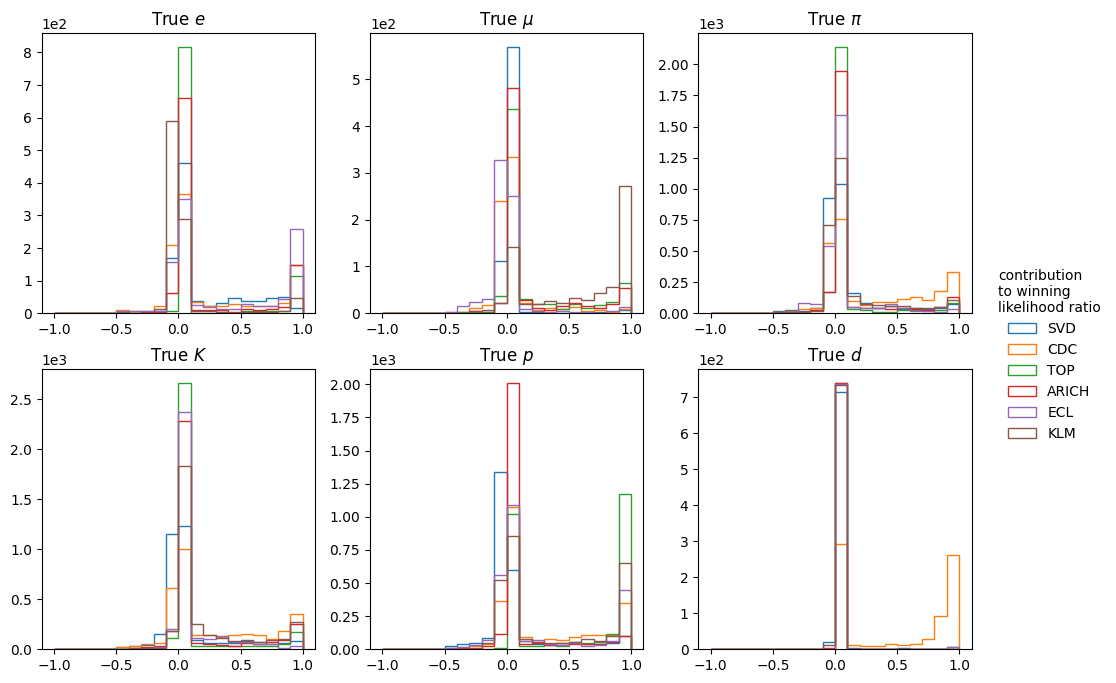 True e
1e2
8
7
6
5
4
3
2
1
0
−1.0 −0.5 0.0 0.5 1.0
True μ
1e2
5
4
3
2
1
0
−1.0 −0.5 0.0 0.5 1.0
True π
1e3
2.00
1.75
1.50
1.25
1.00
0.75
0.50
0.25
0.00
−1.0 −0.5 0.0 0.5 1.0
True K
1e3
2.5
2.0
1.5
1.0
0.5
0.0
−1.0 −0.5 0.0 0.5 1.0
True p
1e3
2.00
1.75
1.50
1.25
1.00
0.75
0.50
0.25
0.00
−1.0 −0.5 0.0 0.5 1.0
True d
1e2
7
6
5
4
3
2
1
0
−1.0 −0.5 0.0 0.5 1.0
contribution
to winning
likelihood ratio
SVD
CDC
TOP
ARICH
ECL
KLM